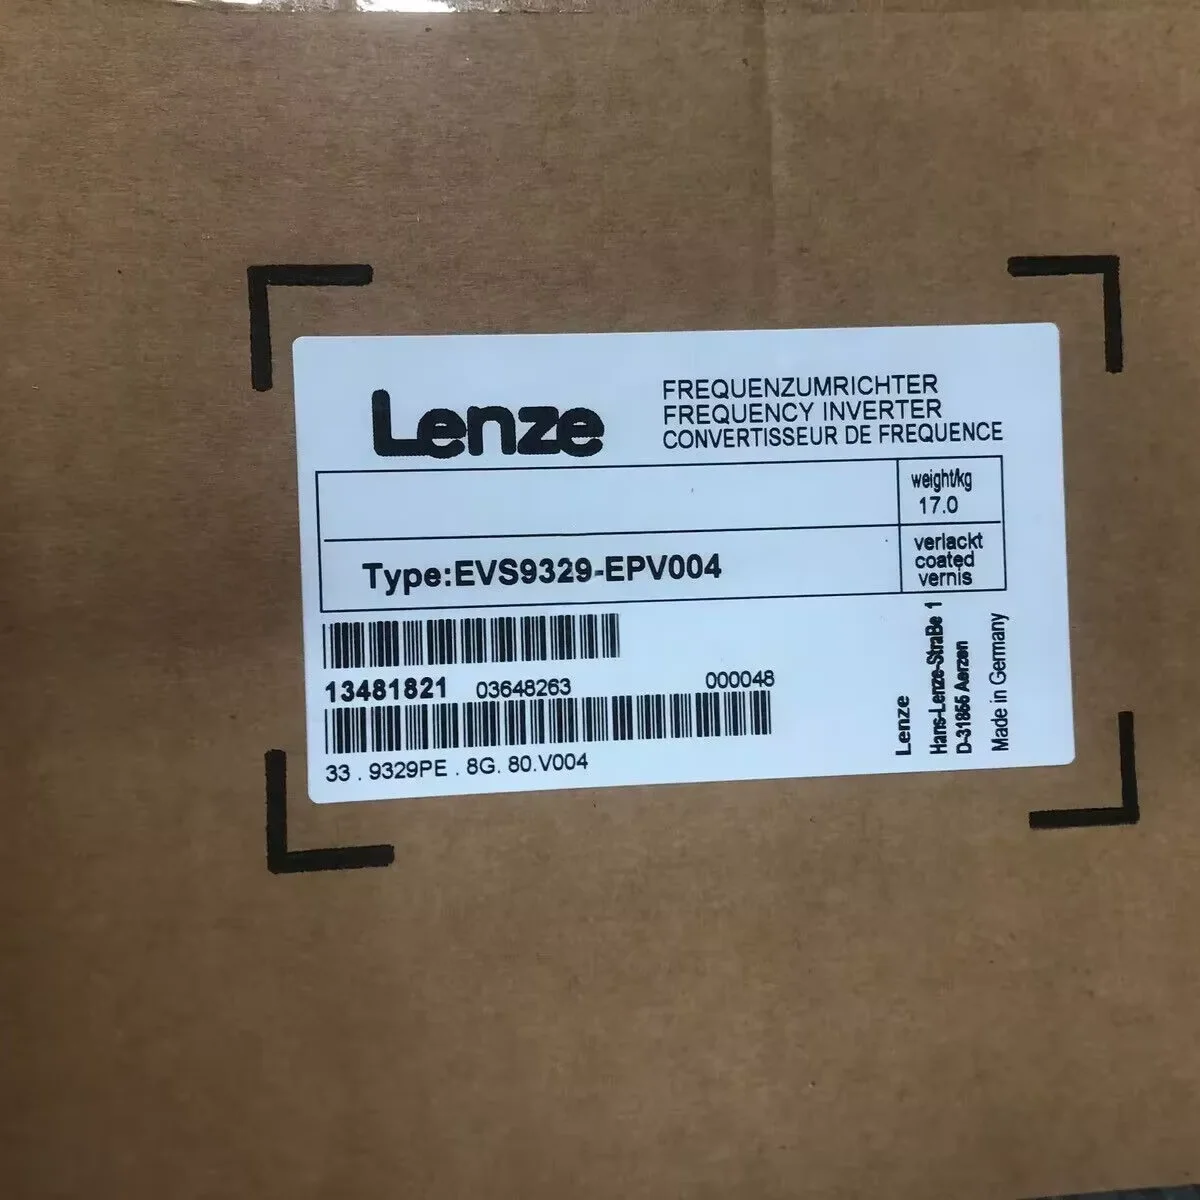 Lenze
FREQUENZUMRICHTER
FREQUENCY INVERTER
CONVERTISSEUR DE FREQUENCE
weight/kg
17.0
Type:EVS9329-EPV004
verlackt
coated
vernis
13481821 03648263 000048
33 . 9329PE . 8G. 80.V004
Lenze
Hans-Lenze-StraBe 1
D-31855 Aerzen
Made in Germany